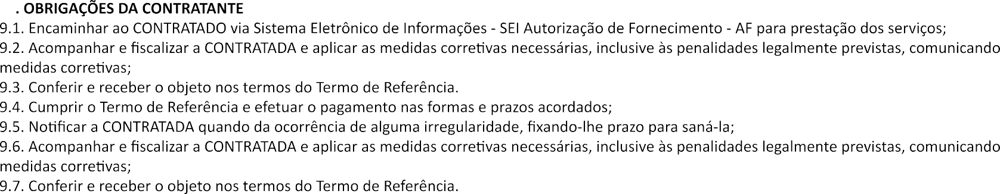 . OBRIGAÇÕES DA CONTRATANTE
9.1. Encaminhar ao CONTRATADO via Sistema Eletrônico de Informações - SEI Autorização de Fornecimento - AF para prestação dos serviços;
9.2. Acompanhar e fiscalizar a CONTRATADA e aplicar as medidas corretivas necessárias, inclusive às penalidades legalmente previstas, comunicando
medidas corretivas;
9.3. Conferir e receber o objeto nos termos do Termo de Referência.
9.4. Cumprir o Termo de Referência e efetuar o pagamento nas formas e prazos acordados;
9.5. Notificar a CONTRATADA quando da ocorrência de alguma irregularidade, fixando-lhe prazo para saná-la;
9.6. Acompanhar e fiscalizar a CONTRATADA e aplicar as medidas corretivas necessárias, inclusive às penalidades legalmente previstas, comunicando
medidas corretivas;
9.7. Conferir e receber o objeto nos termos do Termo de Referência.